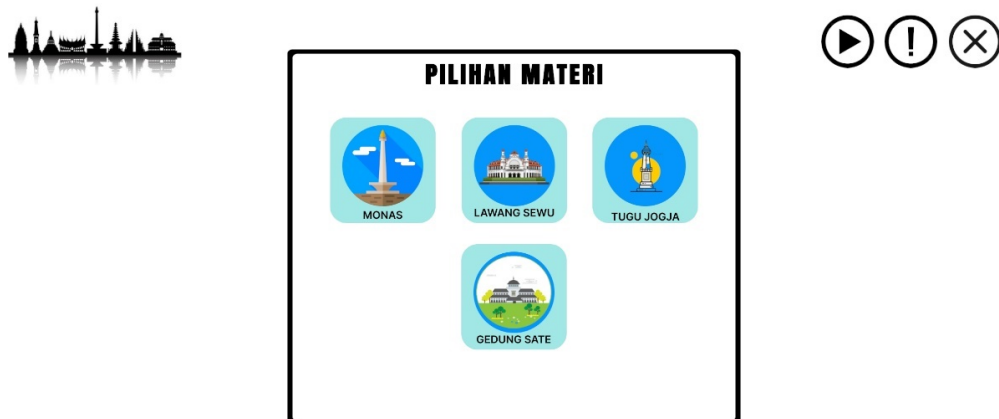 PILIHAN MATERI
MONAS
LAWANG SEWU
TUGU JOGJA
GEDUNG SATE